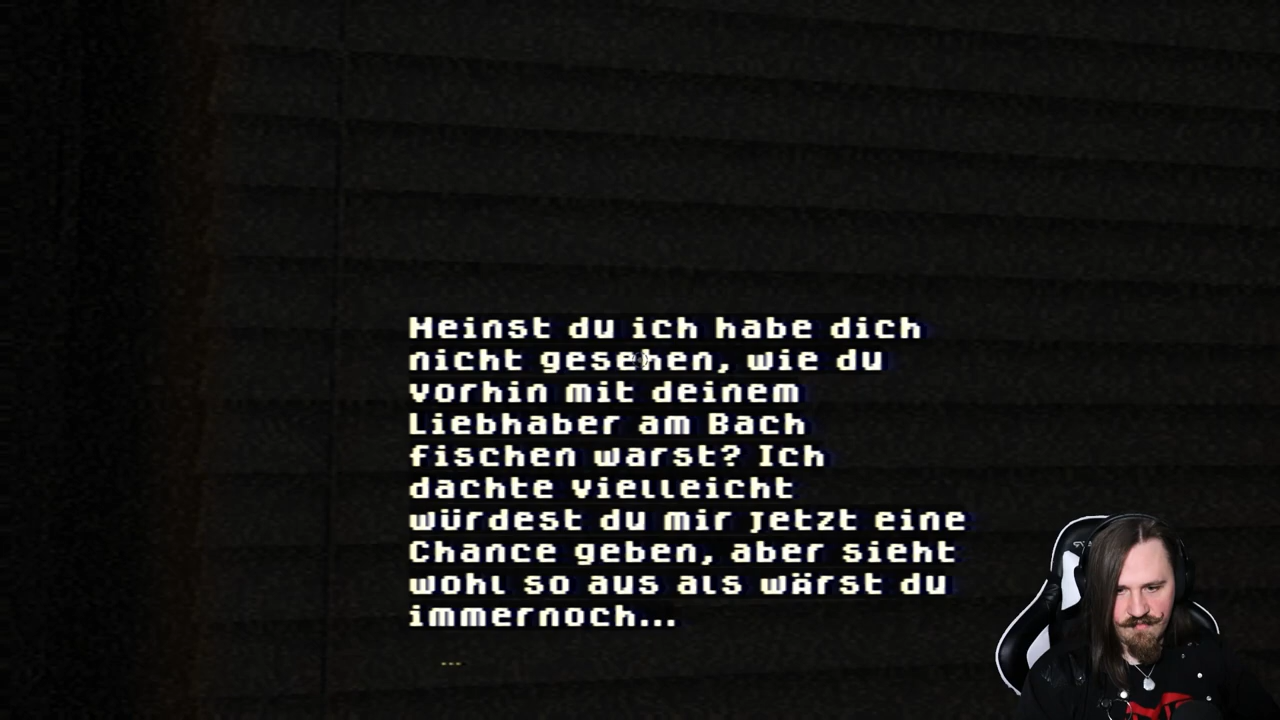 Meinst du ich habe dich
nicht gesehen, wie du
vorhin mit deinem
Liebhaber am Bach
fischen warst? Ich
dachte vielleicht
würdest du mir jetzt eine
Chance geben, aber sieht
wohl so aus als wärst du
immernoch...
...